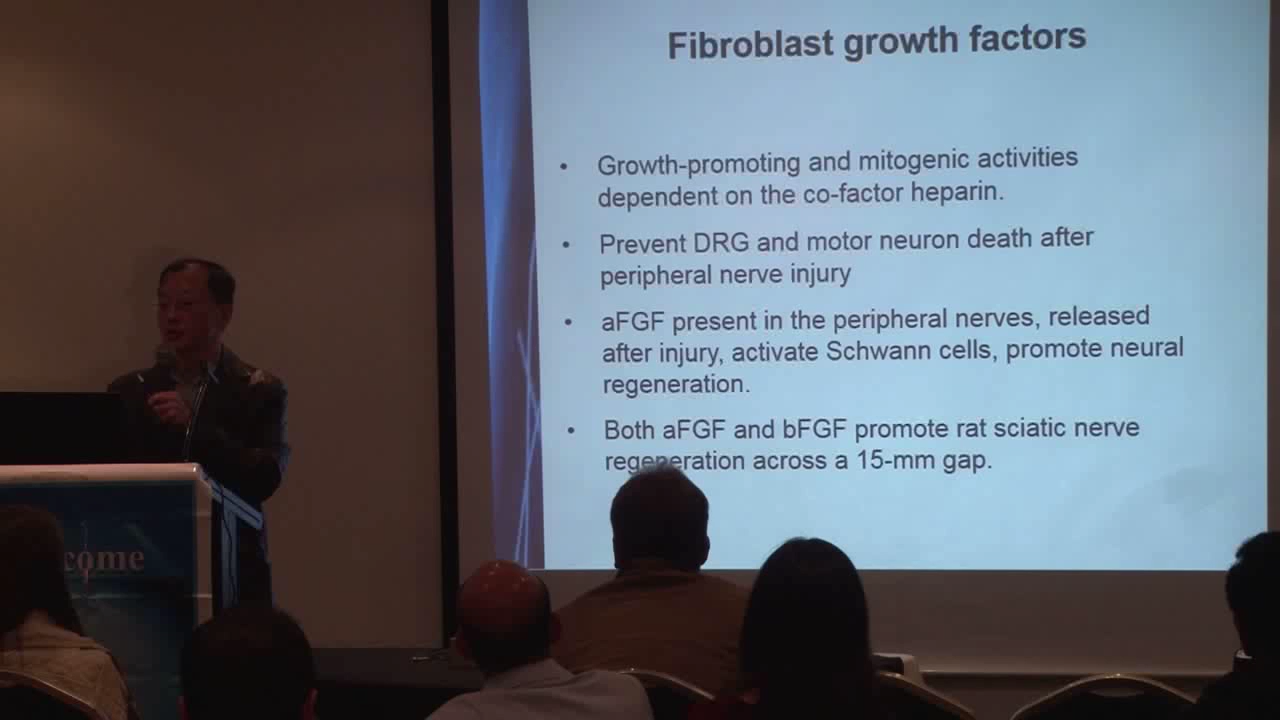 Fibroblast growth factors
• Growth-promoting and mitogenic activities
dependent on the co-factor heparin.
• Prevent DRG and motor neuron death after
peripheral nerve injury
• aFGF present in the peripheral nerves, released
after injury, activate Schwann cells, promote neural
regeneration.
• Both aFGF and bFGF promote rat sciatic nerve
regeneration across a 15-mm gap.
come